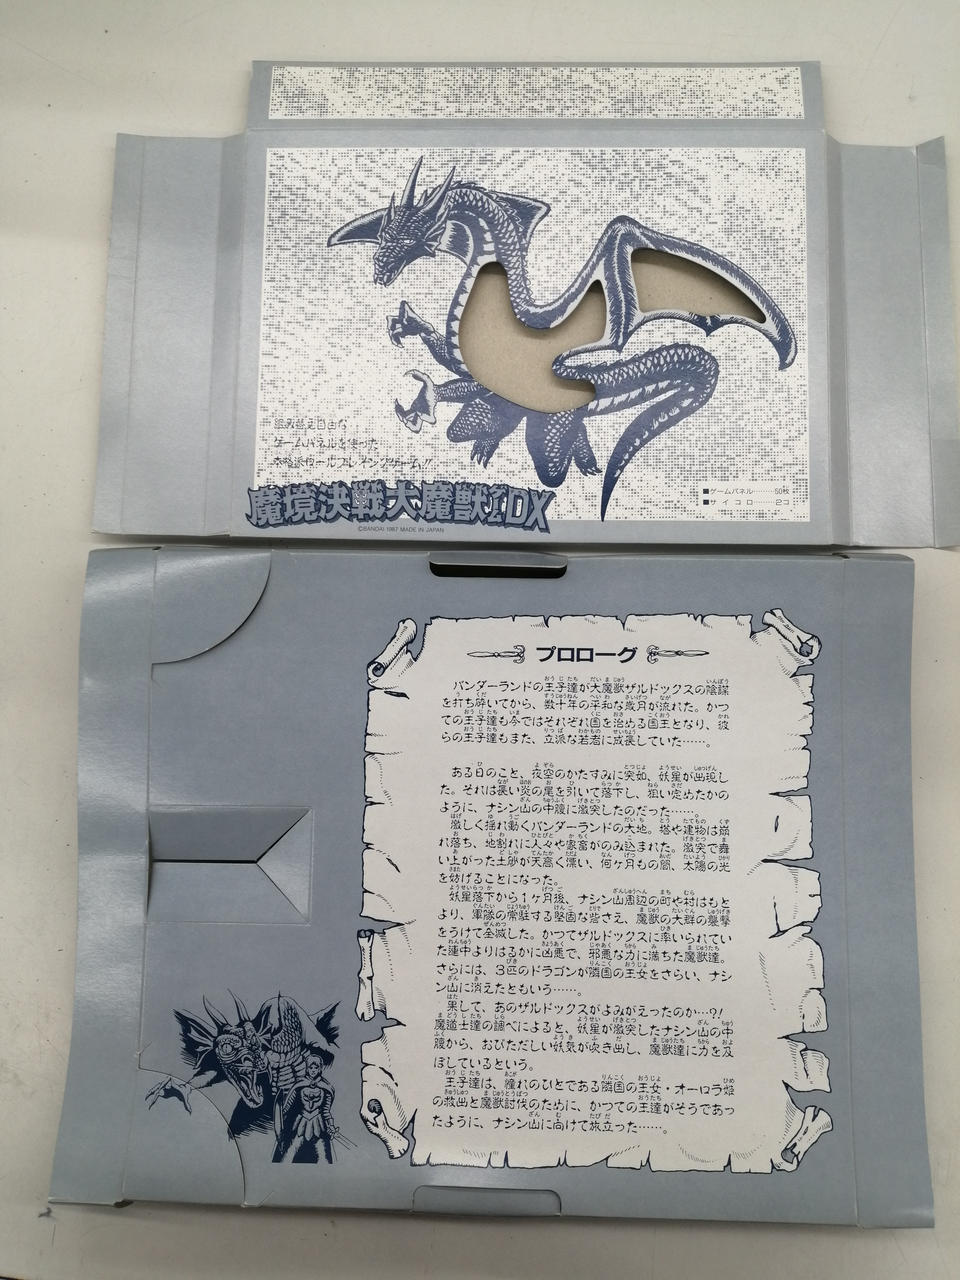 組み替え自由な
ゲームパネルを使った
本格派ロールプレイングゲーム!!
魔境決戦大魔獣ゲームDX
©BANDAI 1987 MADE IN JAPAN
■ゲームパネル……50枚
■サイコロ……2コ
プロローグ
バンダーランドの王子達が大魔獣ザルドックスの陰謀
を打ち砕いてから、数十年の平和な歳月が流れた。かつ
ての王子達も今ではそれぞれ国を治める国王となり、彼
らの王子達もまた、立派な若者に成長していた……。
ある日のこと、夜空のかたすみに突如、妖星が出現し
た。それは長い炎の尾を引いて落下し、狙い定めたかの
ように、ナシン山の中腹に激突したのだった……。
激しく揺れ動くバンダーランドの大地。塔や建物は崩
れ落ち、地割れに人々や家畜がのみ込まれた。激突で舞
い上がった土砂が天高く漂い、何ヶ月もの間、太陽の光
を妨げることになった。
妖星落下から1ヶ月後、ナシン山周辺の町や村はもと
より、軍隊の常駐する堅固な砦さえ、魔獣の大群の襲撃
をうけて全滅した。かつてザルドックスに率いられてい
た連中よりはるかに凶悪で、邪悪な力に満ちた魔獣達。
さらには、3匹のドラゴンが隣国の王女をさらい、ナシ
ン山に消えたともいう……。
果して、あのザルドックスがよみがえったのか…?!
魔道士達の調べによると、妖星が激突したナシン山の中
腹から、おびただしい妖気が吹き出し、魔獣達に力を及
ぼしているという。
王子達は、憧れのひとである隣国の王女・オーロラ姫
の救出と魔獣討伐のために、かつての王達がそうであっ
たように、ナシン山に向けて旅立った……。